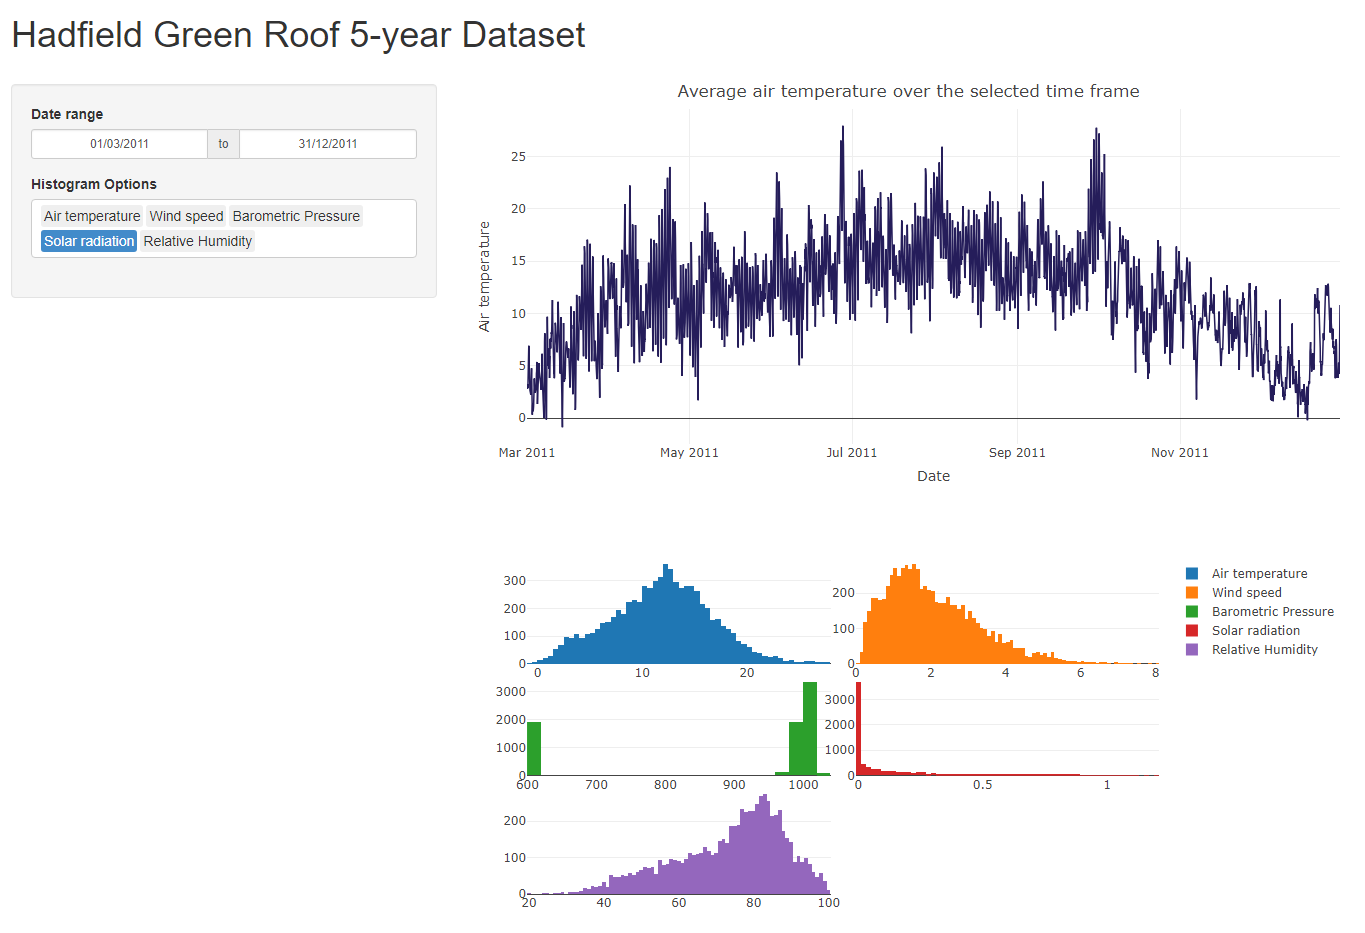 Hadfield Green Roof 5-year Dataset
Date range
01/03/2011 to 31/12/2011
Histogram Options
Air temperature Wind speed Barometric Pressure
Solar radiation Relative Humidity
Average air temperature over the selected time frame
Air temperature
25
20
15
10
5
0
Mar 2011 May 2011 Jul 2011 Sep 2011 Nov 2011
Date
300
200
100
0
0 10 20
200
100
0
0 2 4 6 8
Air temperature
Wind speed
Barometric Pressure
Solar radiation
Relative Humidity
3000
2000
1000
0
600 700 800 900 1000
3000
2000
1000
0
0 0.5 1
200
100
0
20 40 60 80 100